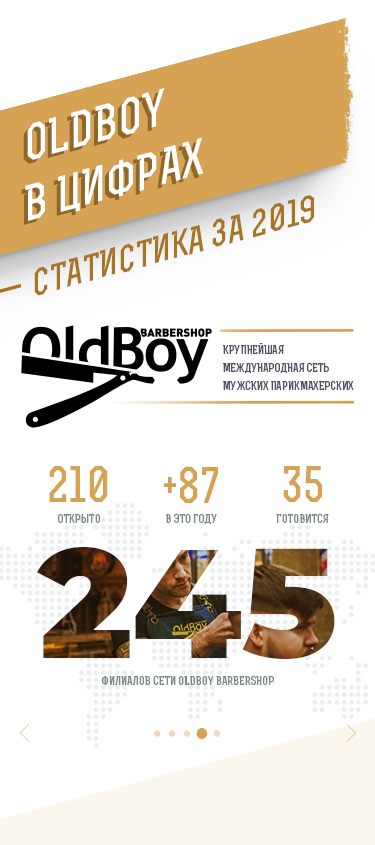 OLDBOY
В ЦИФРАХ
— СТАТИСТИКА ЗА 2019
OldBoy BARBERSHOP
КРУПНЕЙШАЯ
МЕЖДУНАРОДНАЯ СЕТЬ
МУЖСКИХ ПАРИКМАХЕРСКИХ
210 +87 35
ОТКРЫТО В ЭТО ГОДУ ГОТОВИТСЯ
245
OLDBOY
ФИЛИАЛОВ СЕТИ OLDBOY BARBERSHOP